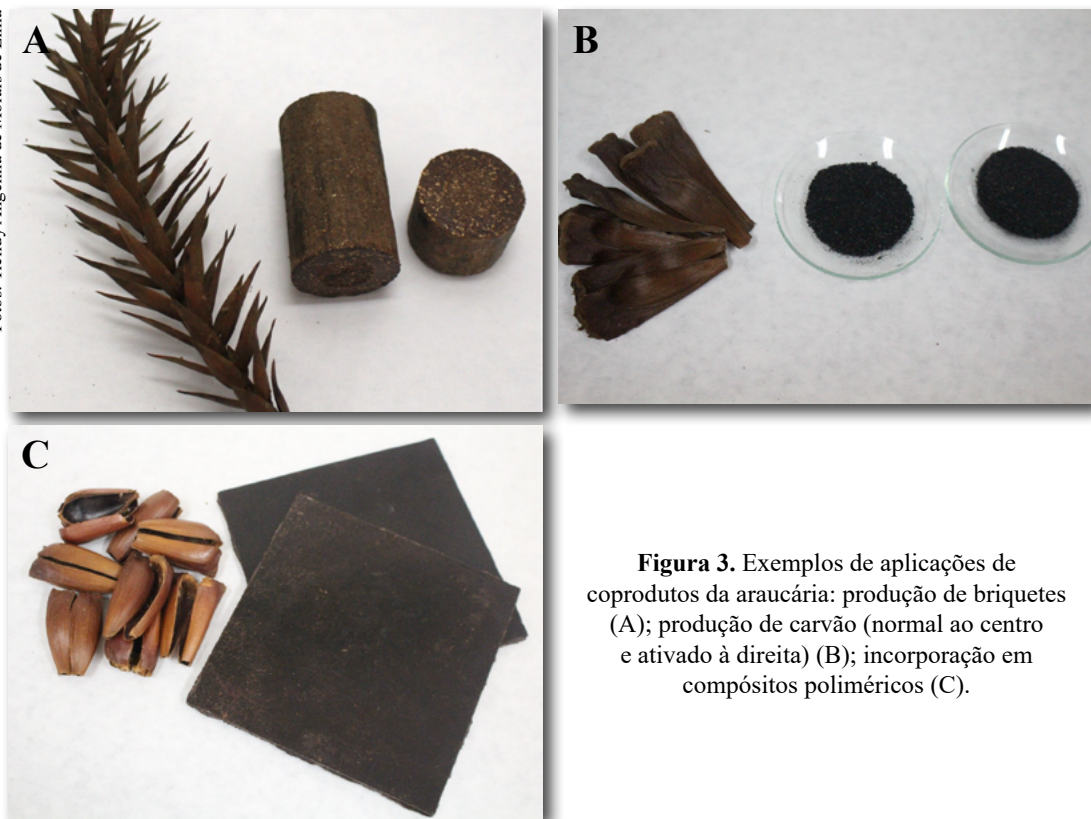 A
B
C
Figura 3. Exemplos de aplicações de
coprodutos da araucária: produção de briquetes
(A); produção de carvão (normal ao centro
e ativado à direita) (B); incorporação em
compósitos poliméricos (C).